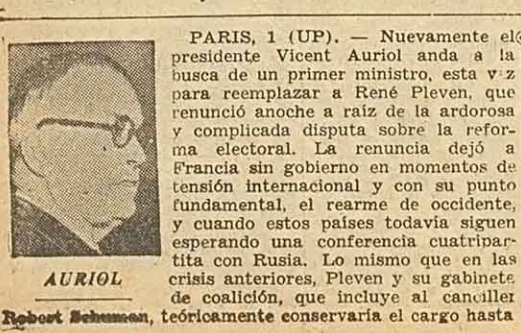 PARIS, 1 (UP). — Nuevamente el
presidente Vicent Auriol anda a la
busca de un primer ministro, esta v z
para reemplazar a René Pleven, que
renunció anoche a raíz de la ardorosa
y complicada disputa sobre la refor-
ma electoral. La renuncia dejó a
Francia sin gobierno en momentos de
tensión internacional y con su punto
fundamental, el rearme de occidente,
y cuando estos países todavía siguen
esperando una conferencia cuatripar-
tita con Rusia. Lo mismo que en las
crisis anteriores, Pleven y su gabinete
de coalición, que incluye al canciller
Robert Schuman, teóricamente conservaría el cargo hasta
AURIOL